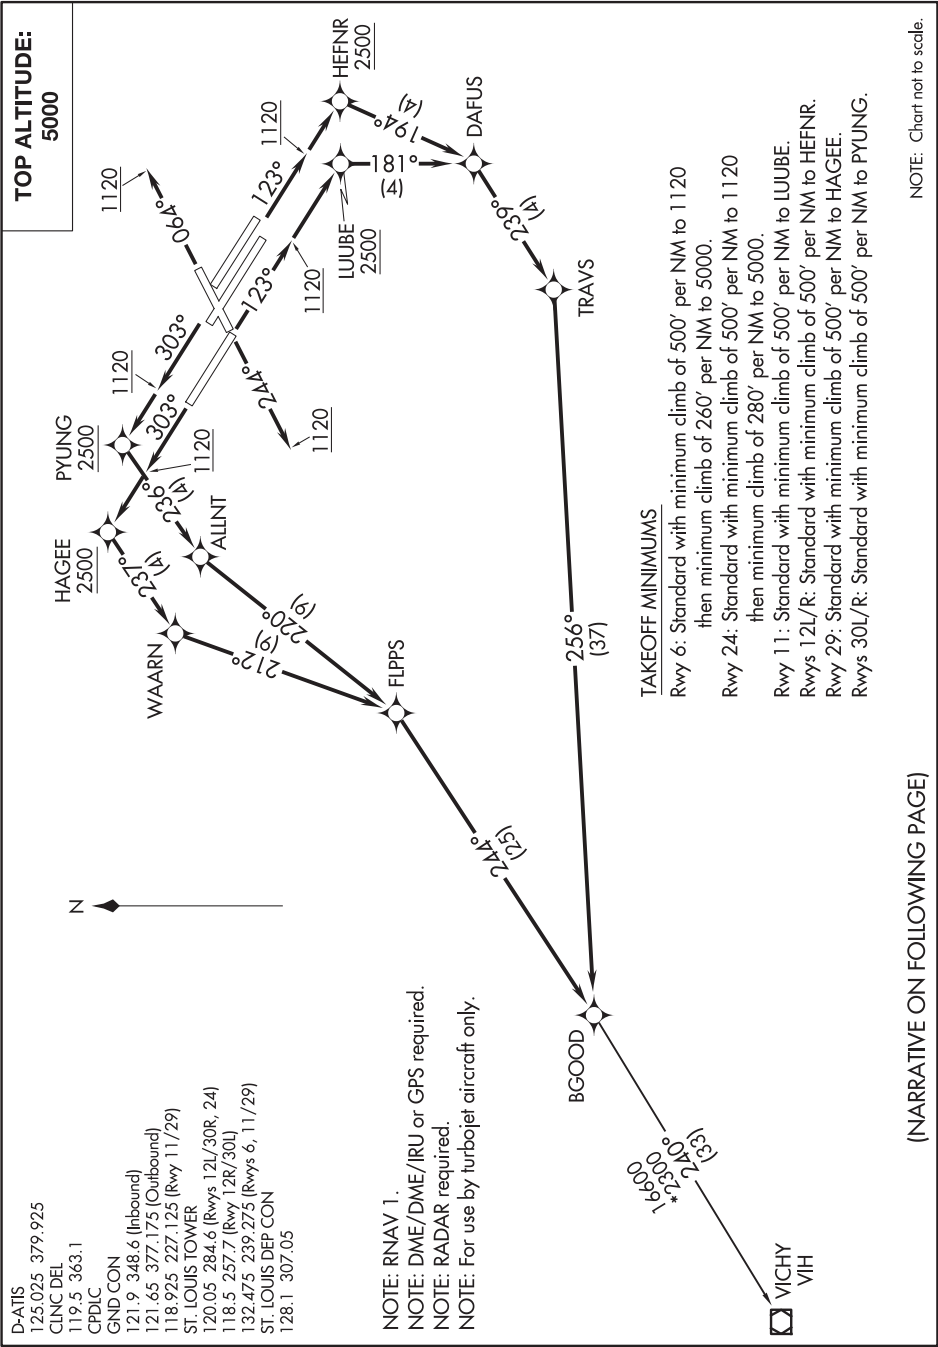 TOP ALTITUDE:
5000
D-ATIS
125.025 379.925
CLNC DEL
119.5 363.1
CPDLC
GND CON
121.9 348.6 (Inbound)
121.65 377.175 (Outbound)
118.925 227.125 (Rwy 11/29)
ST. LOUIS TOWER
120.05 284.6 (Rwys 12L/30R, 24)
118.5 257.7 (Rwy 12R/30L)
132.475 239.275 (Rwys 6, 11/29)
ST. LOUIS DEP CON
128.1 307.05
N
HAGEE
2500
PYUNG
2500
1120
1120
303°
303°
064°
1120
123°
1120
HEFNR
2500
123°
1120
LUUBE
2500
244°
1120
194°
(4)
181°
(4)
DAFUS
239°
(4)
TRAVS
237°
(4)
236°
(4)
WAARN
ALLNT
212°
(9)
220°
(9)
FLPPS
244°
(25)
256°
(37)
BGOOD
16600
*2300
240°
(33)
VICHY
VIH
NOTE: RNAV 1.
NOTE: DME/DME/IRU or GPS required.
NOTE: RADAR required.
NOTE: For use by turbojet aircraft only.
TAKEOFF MINIMUMS
Rwy 6: Standard with minimum climb of 500' per NM to 1120
then minimum climb of 260' per NM to 5000.
Rwy 24: Standard with minimum climb of 500' per NM to 1120
then minimum climb of 280' per NM to 5000.
Rwy 11: Standard with minimum climb of 500' per NM to LUUBE.
Rwys 12L/R: Standard with minimum climb of 500' per NM to HEFNR.
Rwy 29: Standard with minimum climb of 500' per NM to HAGEE.
Rwys 30L/R: Standard with minimum climb of 500' per NM to PYUNG.
(NARRATIVE ON FOLLOWING PAGE)
NOTE: Chart not to scale.